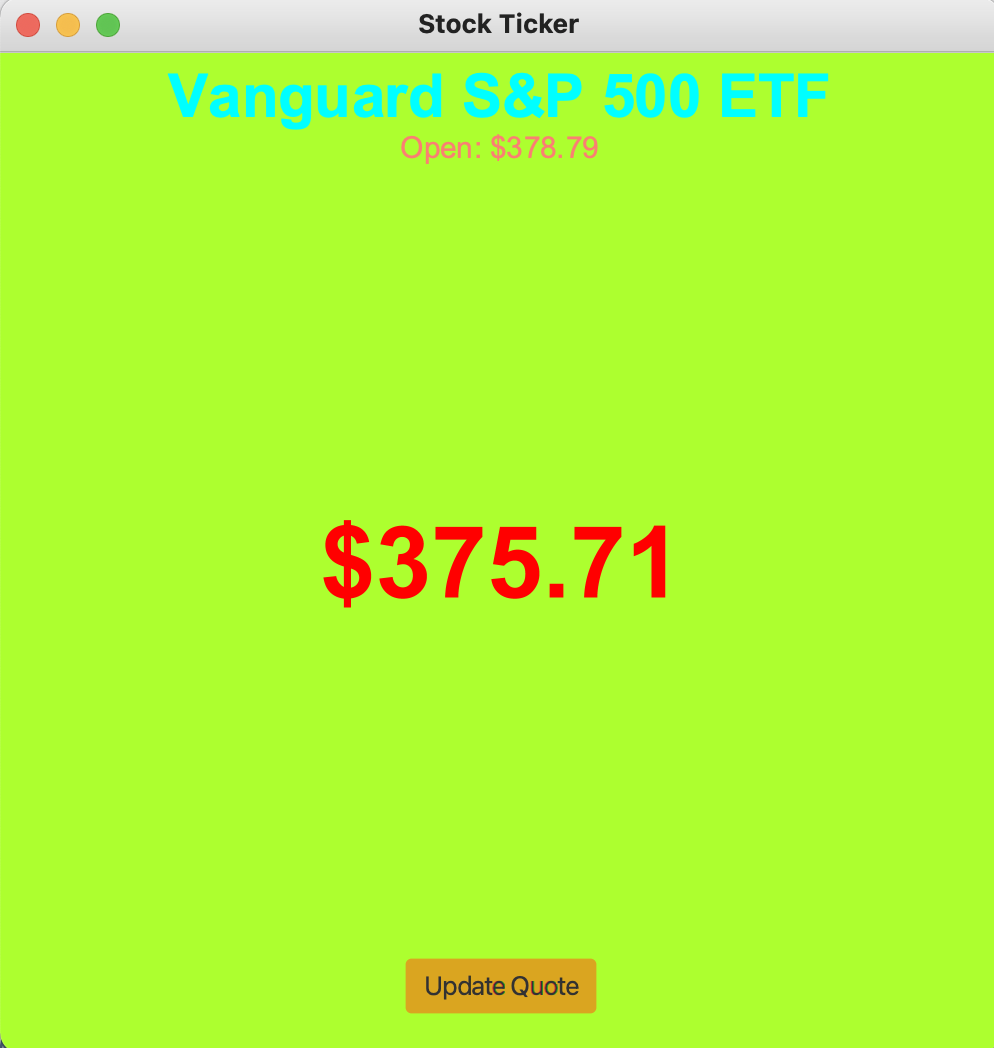 Stock Ticker
Vanguard S&P 500 ETF
Open: $378.79
$375.71
Update Quote